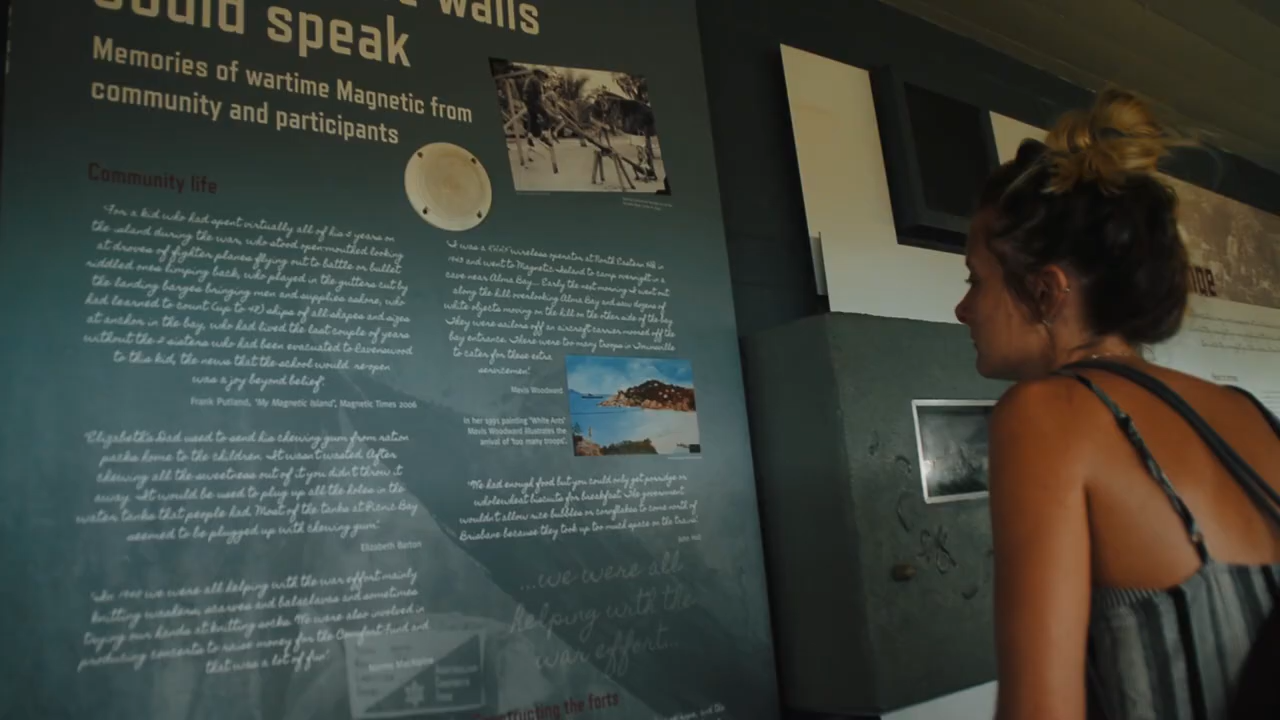 walls
could speak
Memories of wartime Magnetic from
community and participants
Community life
"For a kid who had spent virtually all of his 5 years on
the island during the war, who stood openmouthed looking
at droves of fighter planes flying out to battle or bullet
riddled ones limping back, who played in the gutters cut by
the landing barges bringing men and supplies ashore, who
had learned to count (up to 42) ships of all shapes and sizes
at anchor in the bay, who had lived the last couple of years
without the 2 sisters who had been evacuated to Ravenswood
to this kid, the news that the school would re-open
was a joy beyond belief".
Frank Putland, "My Magnetic Island", Magnetic Times 2006
"Elizabeth's Dad used to send his chewing gum from ration
packs home to the children. It wasn't wasted. After
chewing all the sweetness out of it you didn't throw it
away. It would be used to plug up all the holes in the
water tanks that people had. Most of the tanks at Picnic Bay
seemed to be plugged up with chewing gum".
Elizabeth Barton
we were all helping with the war effort mainly
knitting washers, scarves and balaclavas and sometimes
trying our hands at knitting socks. We were also involved in
producing concerts to raise money for the Comfort Fund and
that was a lot of fun"
"I was a wireless operator at North Eastern in
1943 and went to Magnetic Island to camp overnight in a
cave near Alma Bay... Early the next morning I went out
along the hill overlooking Alma Bay and saw dozens of
white objects moving on the hill on the other side of the bay.
They were sailors off an aircraft carrier moored off the
bay entrance. There were too many troops in Townsville
to cater for those extra
servicemen".
Mavis Woodward
In her eggs painting "White Ants"
Mavis Woodward illustrates the
arrival of "too many troops".
"We had enough food but you could only get porridge or
wholewheat biscuits for breakfast. The government
wouldn't allow rice bubbles or cornflakes to come north of
Brisbane because they took up too much space on the trains"
...we were all
helping with the
war effort...
Constructing the forts